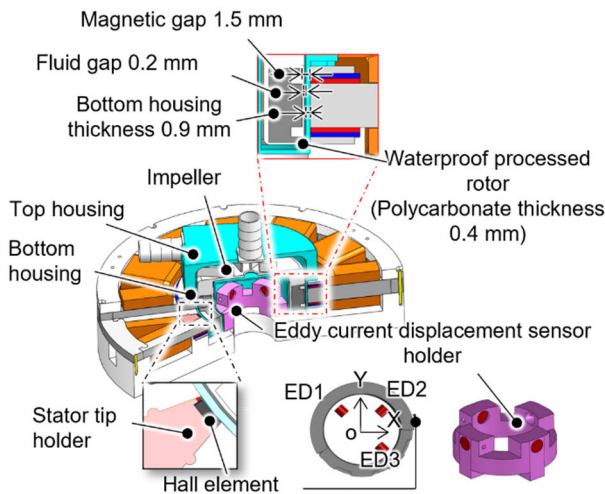 Magnetic gap 1.5 mm
Fluid gap 0.2 mm
Bottom housing
thickness 0.9 mm
Waterproof processed
rotor
(Polycarbonate thickness
0.4 mm)
Impeller
Top housing
Bottom
housing
Eddy current displacement sensor
holder
Stator tip
holder
Hall element
ED1
Y
ED2
X
o
ED3